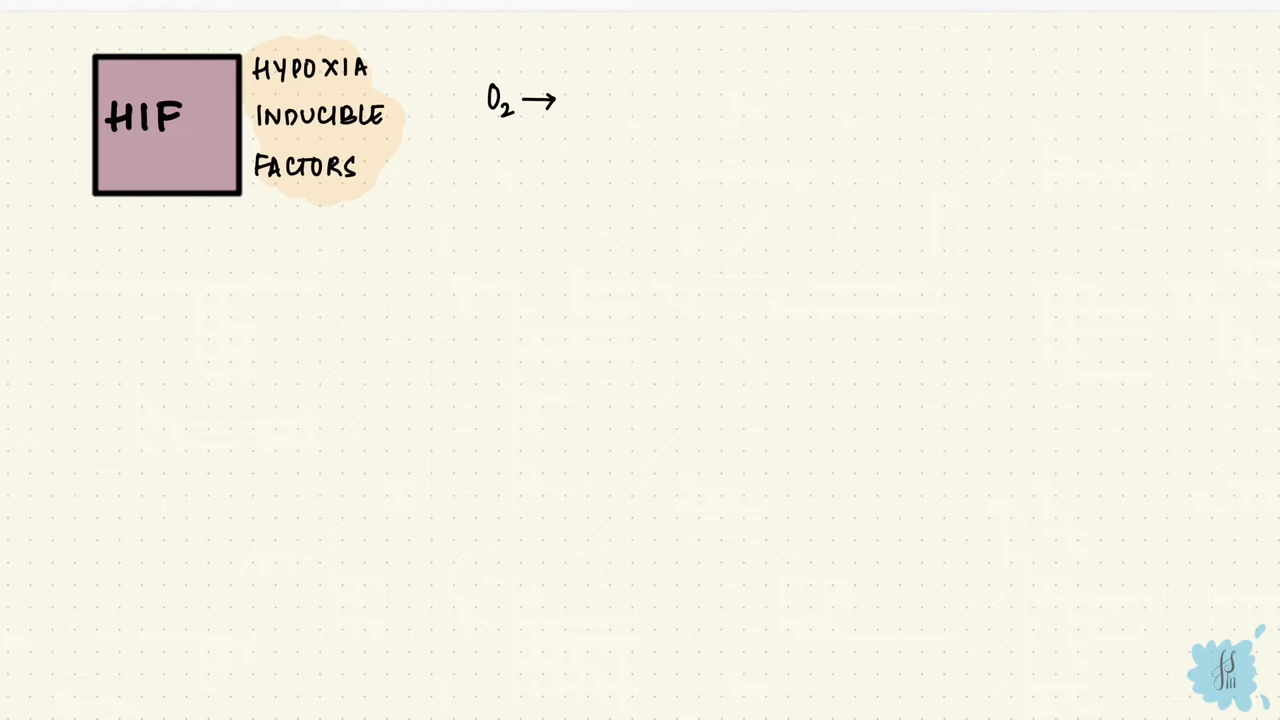 HIF
HYPOXIA
INDUCIBLE
FACTORS
O₂ →